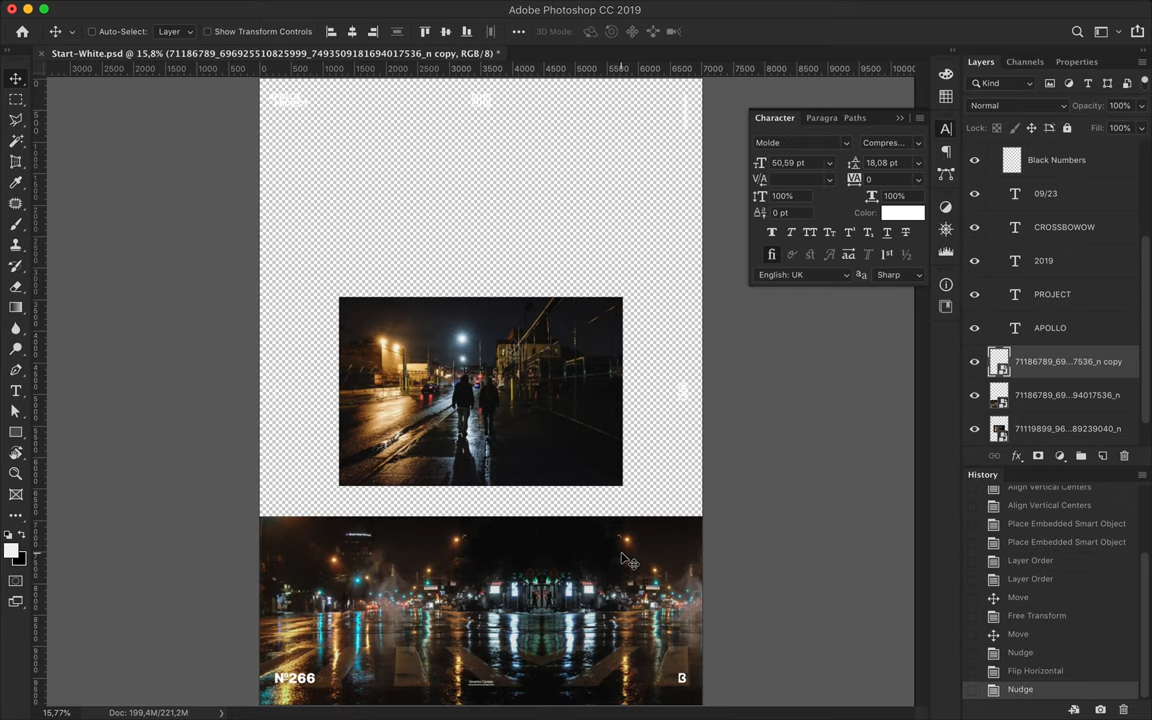 Adobe Photoshop CC 2019
Auto-Select: Layer Show Transform Controls 3D Mode:
Start-White.psd @ 15,8% (71186789_696925510825999_7493509181694017536_n copy, RGB/8) *
3000 2500 2000 1500 1000 500 0 500 1000 1500 2000 2500 3000 3500 4000 4500 5000 5500 6000 6500 7000 7500 8000 8500 9000 9500 10000
Layers Channels Properties
Kind
Normal Opacity: 100%
Lock: Fill: 100%
Character Paragra Paths
Molde Compres...
50,59 pt 18,08 pt
0
100% 100%
0 pt Color:
English: UK Sharp
Black Numbers
09/23
CROSSBOWOW
2019
PROJECT
APOLLO
71186789_69...7536_n copy
71186789_69...94017536_n
71119899_96...89239040_n
History
Align Vertical Centers
Align Vertical Centers
Place Embedded Smart Object
Place Embedded Smart Object
Layer Order
Layer Order
Move
Free Transform
Move
Nudge
Flip Horizontal
Nudge
Nº266
15,77% Doc: 199,4M/221,2M